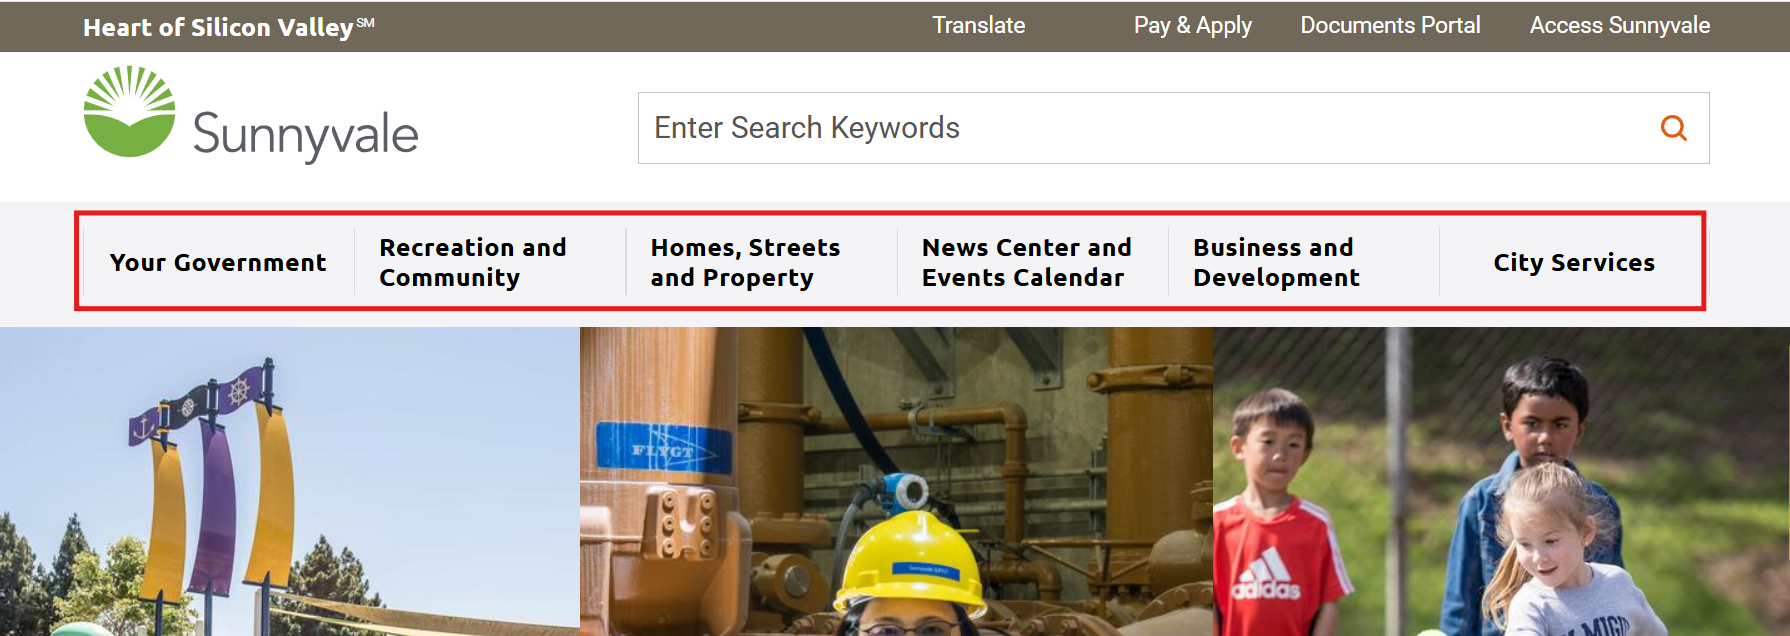 Heart of Silicon Valley℠
Translate
Pay & Apply
Documents Portal
Access Sunnyvale
Sunnyvale
Enter Search Keywords
Your Government
Recreation and
Community
Homes, Streets
and Property
News Center and
Events Calendar
Business and
Development
City Services
FLYGT
adidas